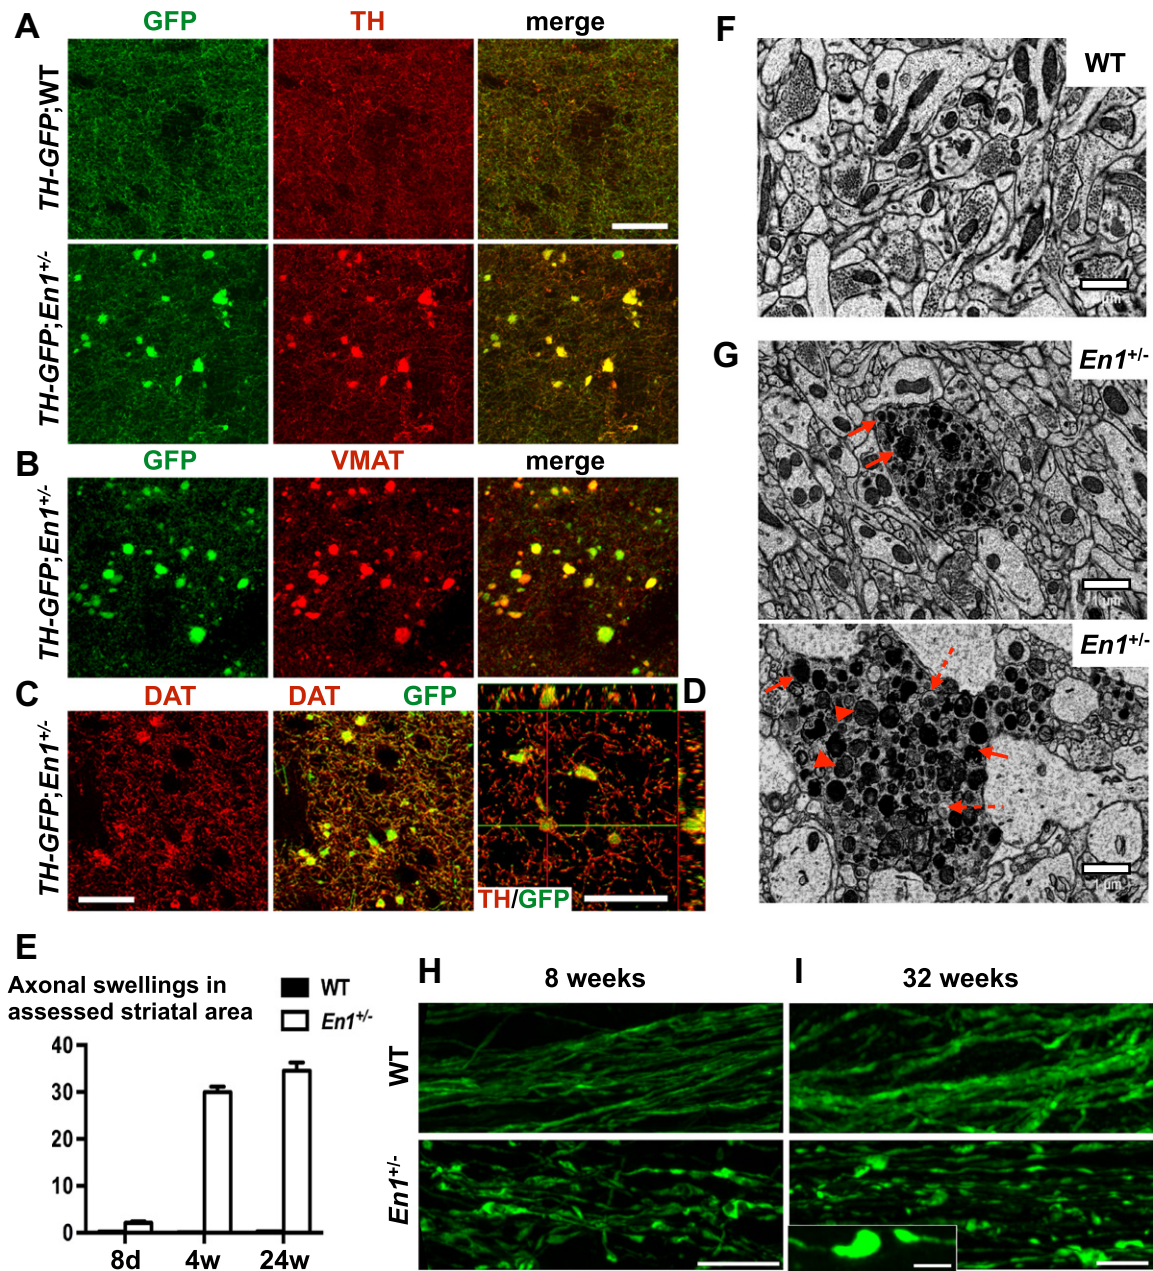 A
GFP
TH
merge
TH-GFP;WT
TH-GFP;En1+/-
B
GFP
VMAT
merge
TH-GFP;En1+/-
C
DAT
DAT
GFP
D
TH-GFP;En1+/-
TH/GFP
E
Axonal swellings in
assessed striatal area
WT
En1+/-
40
30
20
10
0
8d
4w
24w
F
WT
G
En1+/-
1 µm
En1+/-
1 µm
H
8 weeks
I
32 weeks
WT
En1+/-